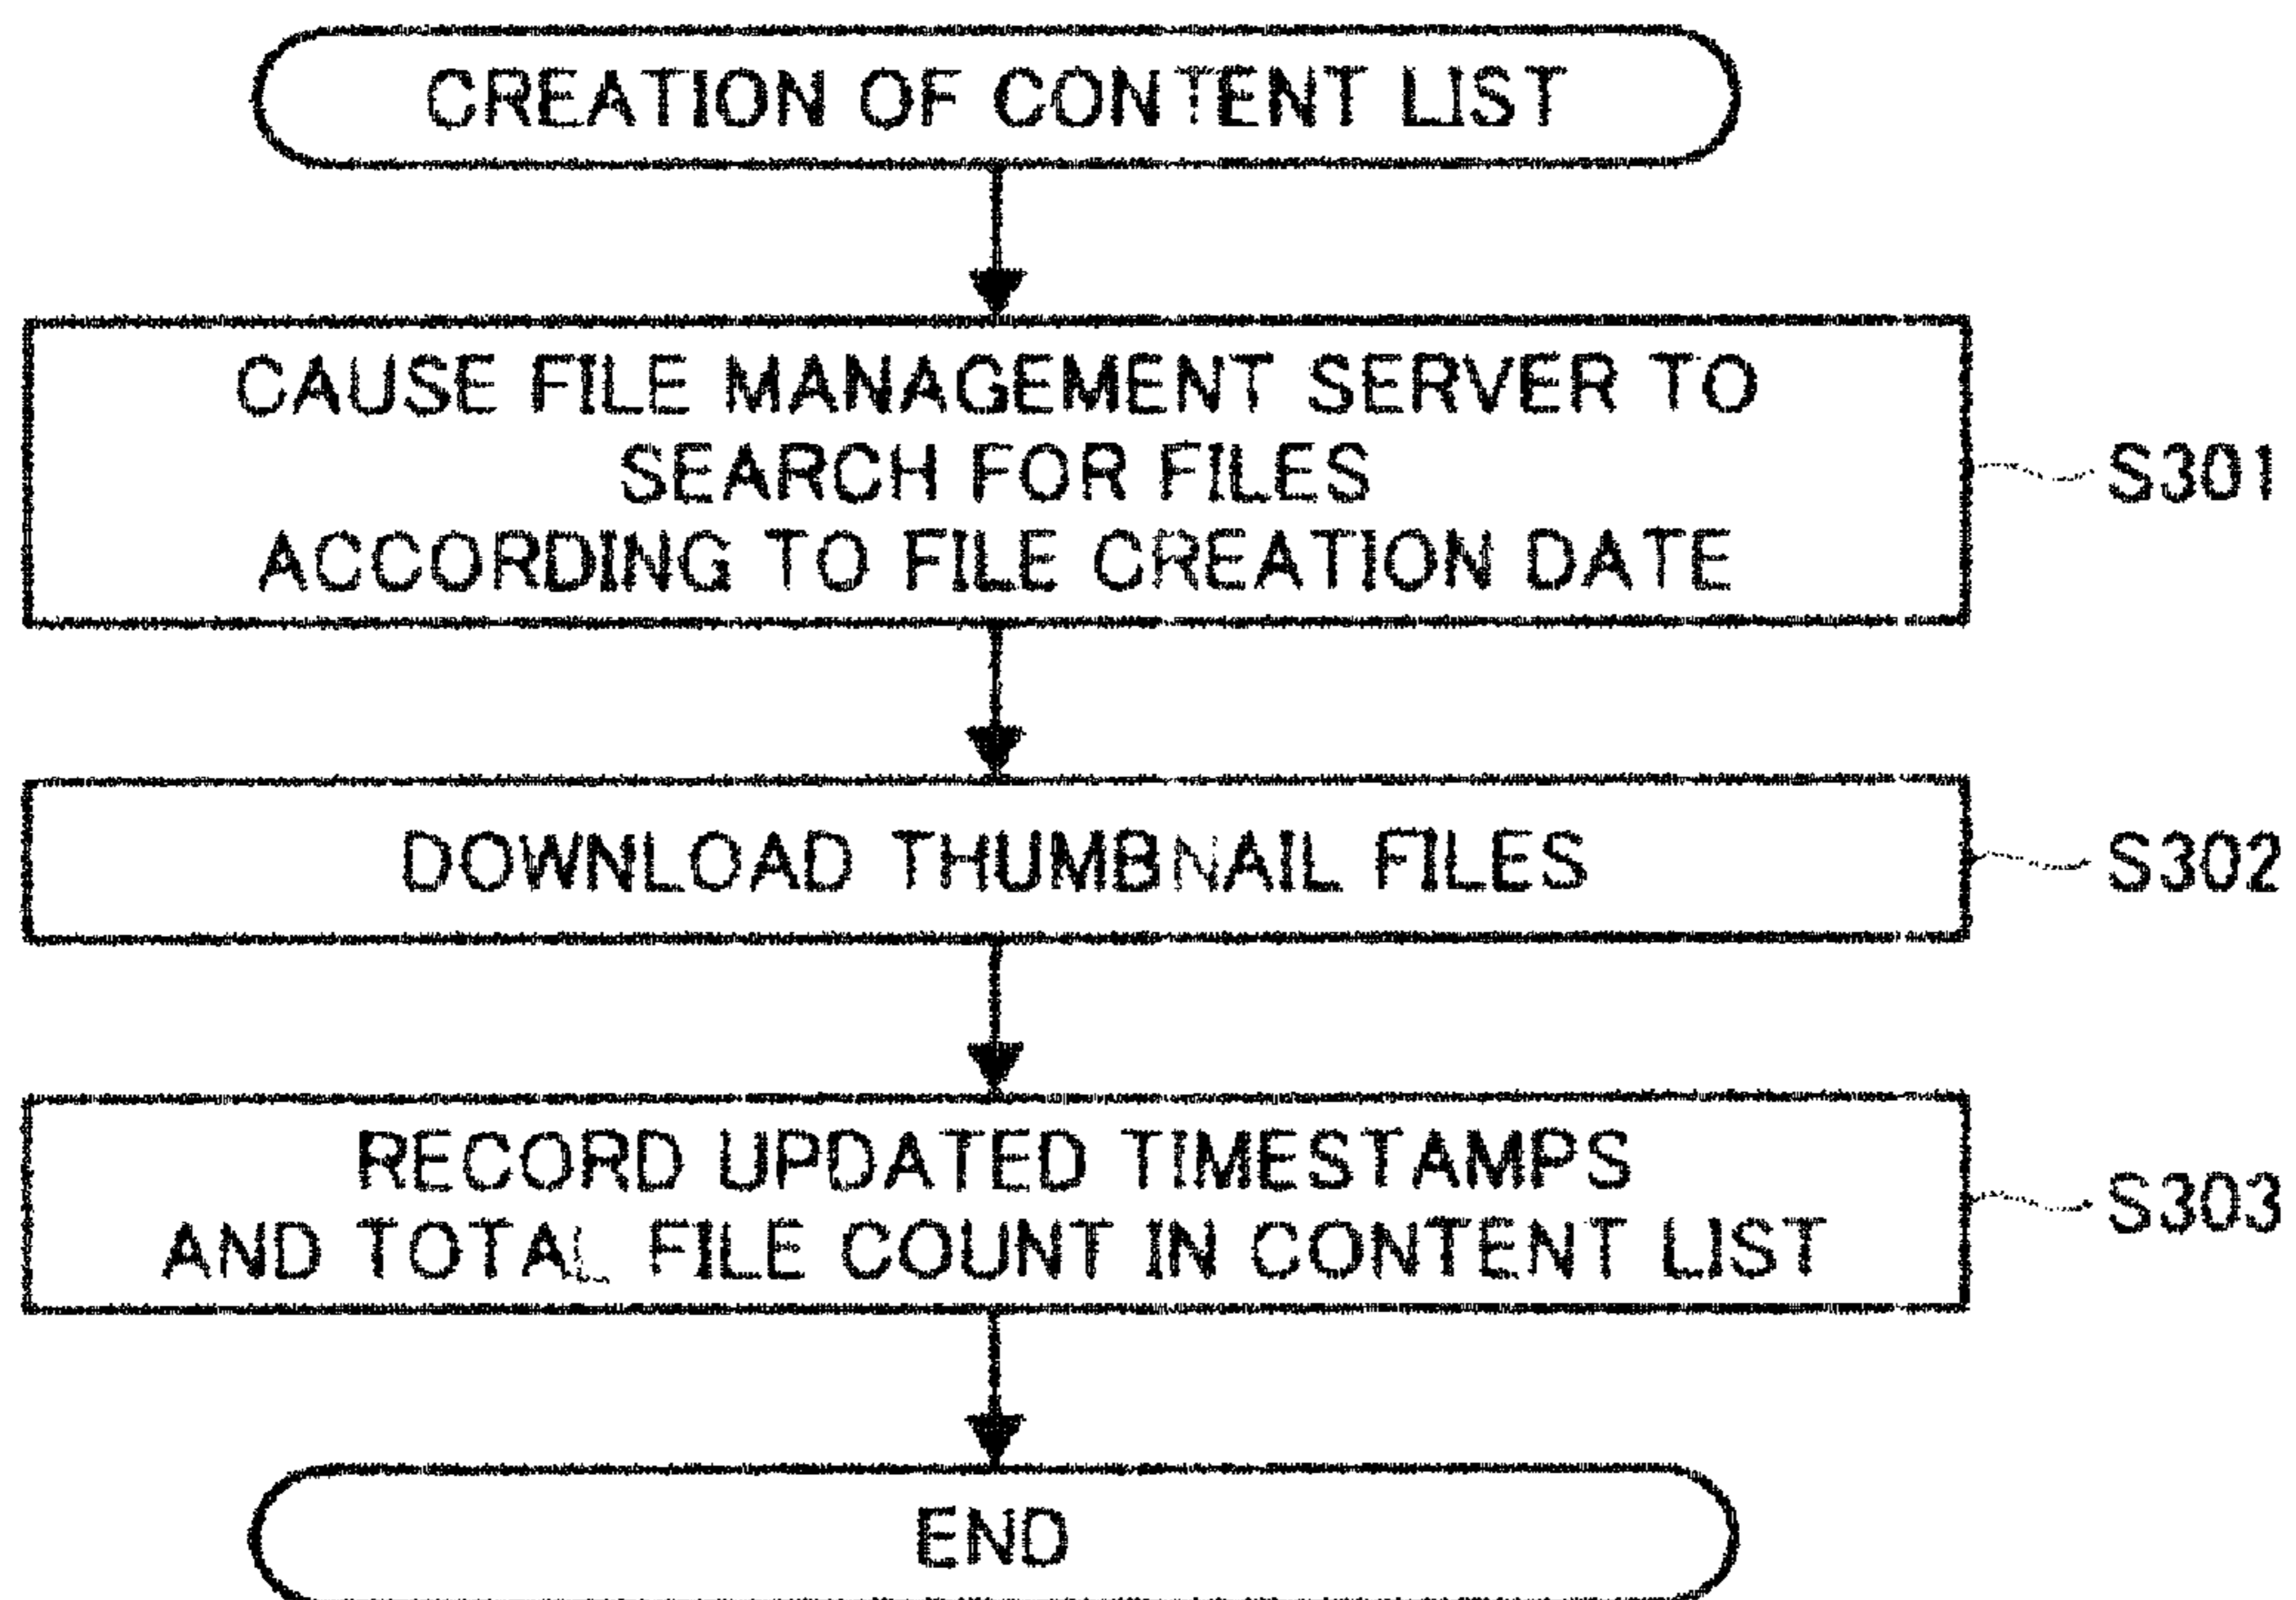 CREATION OF CONTENT LIST
CAUSE FILE MANAGEMENT SERVER TO
SEARCH FOR FILES
ACCORDING TO FILE CREATION DATE
S301
DOWNLOAD THUMBNAIL FILES
S302
RECORD UPDATED TIMESTAMPS
AND TOTAL FILE COUNT IN CONTENT LIST
S303
END